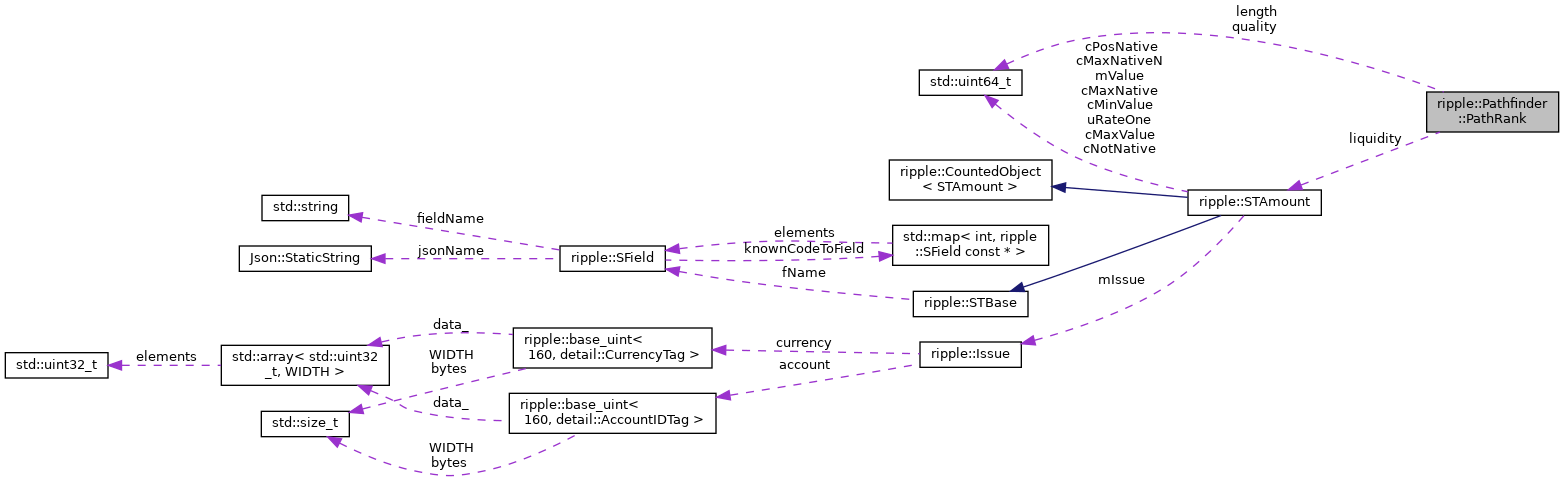 length
quality
cPosNative
cMaxNativeN
mValue
cMaxNative
cMinValue
uRateOne
cMaxValue
cNotNative
std::uint64_t
ripple::Pathfinder
::PathRank
liquidity
ripple::CountedObject
< STAmount >
ripple::STAmount
std::string
fieldName
elements
knownCodeToField
std::map< int, ripple
::SField const * >
Json::StaticString
jsonName
ripple::SField
fName
mIssue
ripple::STBase
data_
ripple::base_uint<
160, detail::CurrencyTag >
currency
ripple::Issue
std::uint32_t
elements
std::array< std::uint32
_t, WIDTH >
WIDTH
bytes
account
data_
ripple::base_uint<
160, detail::AccountIDTag >
std::size_t
WIDTH
bytes